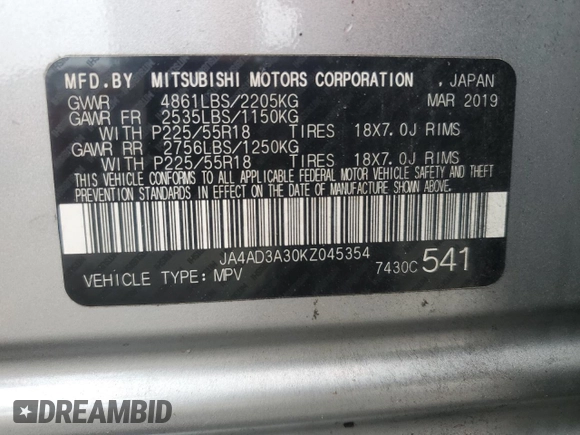 MFD.BY MITSUBISHI MOTORS CORPORATION , JAPAN
GVWR 4861LBS/2205KG MAR 2019
GAWR FR 2535LBS/1150KG
WITH P225/55R18 TIRES 18X7.0J RIMS
GAWR RR 2756LBS/1250KG
WITH P225/55R18 TIRES 18X7.0J RIMS
THIS VEHICLE CONFORMS TO ALL APPLICABLE FEDERAL MOTOR VEHICLE SAFETY AND THEFT
PREVENTION STANDARDS IN EFFECT ON THE DATE OF MANUFACTURE SHOWN ABOVE.
JA4AD3A30KZ045354
VEHICLE TYPE: MPV 7430C 541
DREAMBID